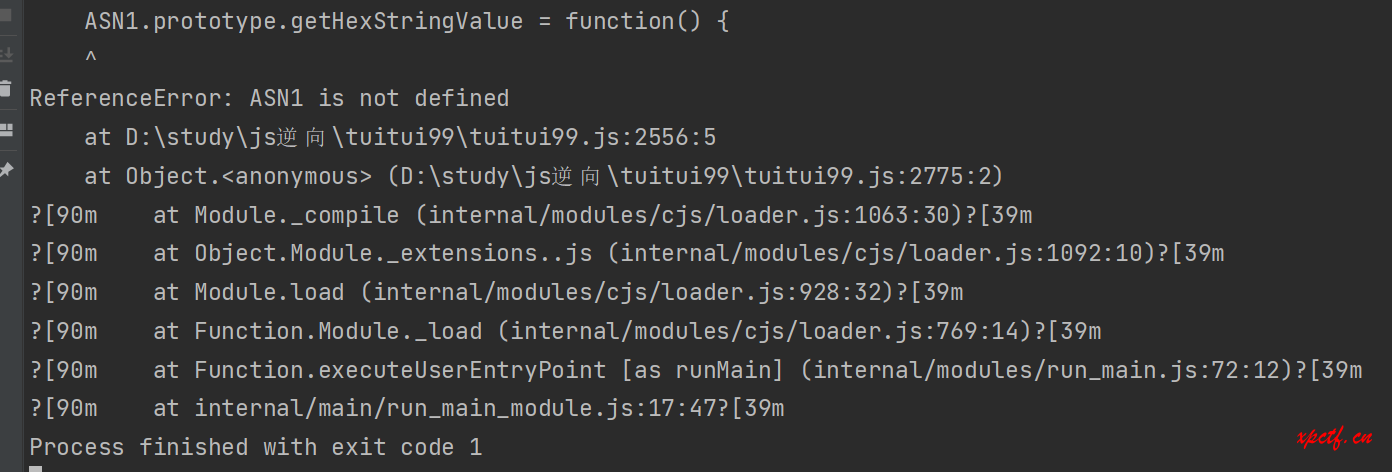 ASN1.prototype.getHexStringValue = function() {
^
ReferenceError: ASN1 is not defined
at D:\study\js逆向\tuitui99\tuitui99.js:2556:5
at Object.<anonymous> (D:\study\js逆向\tuitui99\tuitui99.js:2775:2)
?[90m    at Module._compile (internal/modules/cjs/loader.js:1063:30)?[39m
?[90m    at Object.Module._extensions..js (internal/modules/cjs/loader.js:1092:10)?[39m
?[90m    at Module.load (internal/modules/cjs/loader.js:928:32)?[39m
?[90m    at Function.Module._load (internal/modules/cjs/loader.js:769:14)?[39m
?[90m    at Function.executeUserEntryPoint [as runMain] (internal/modules/run_main.js:72:12)?[39m
?[90m    at internal/main/run_main_module.js:17:47?[39m
Process finished with exit code 1
xpctf.cn